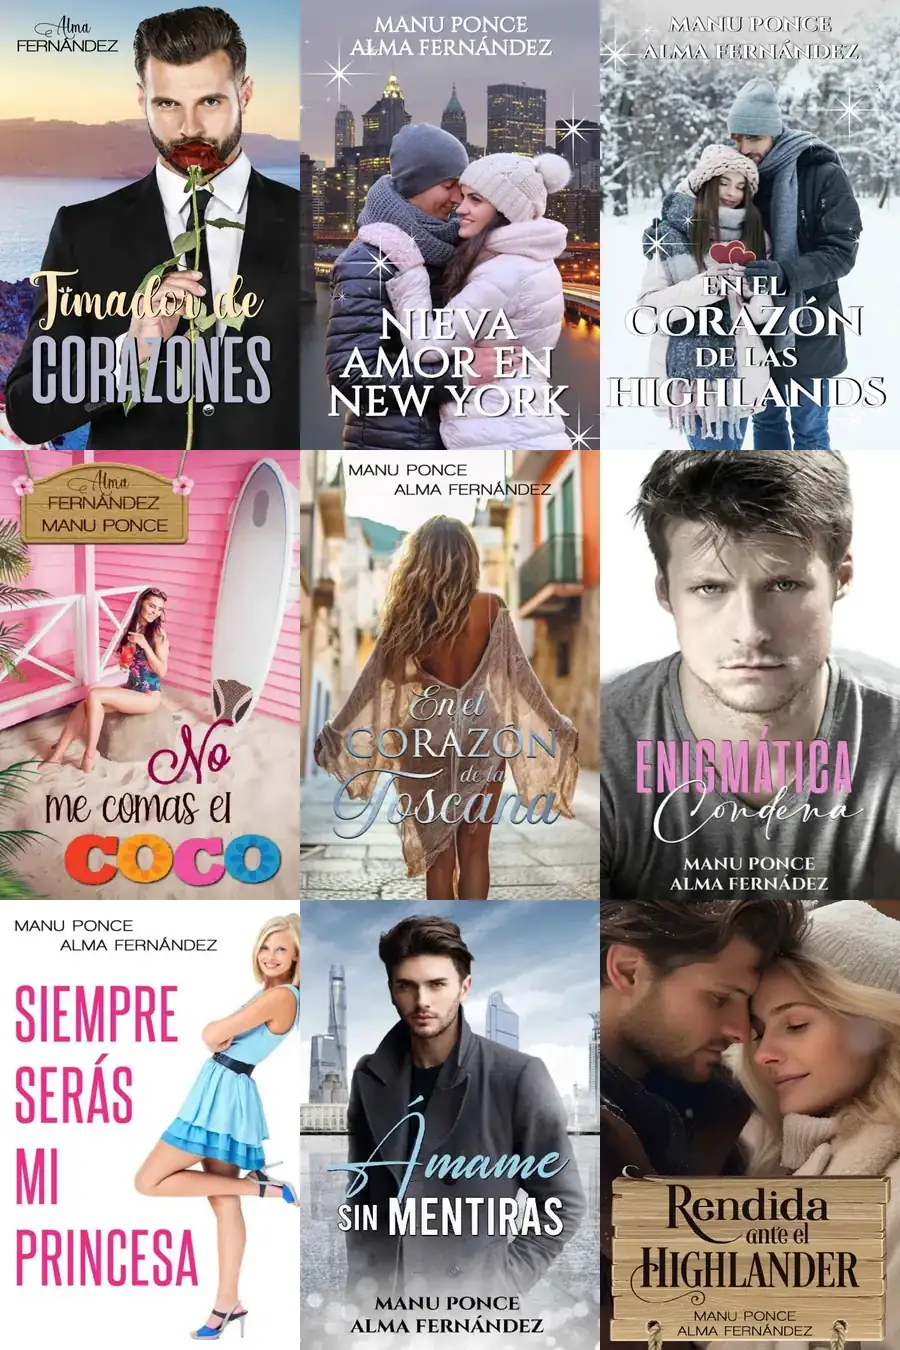 Alma
FERNÁNDEZ
Timador de
CORAZONES
MANU PONCE
ALMA FERNÁNDEZ
NIEVA
AMOR EN
NEW YORK
MANU PONCE
ALMA FERNÁNDEZ
EN EL
CORAZÓN
DE LAS
HIGHLANDS
Alma
FERNÁNDEZ
MANU PONCE
No
me comas el
COCO
MANU PONCE
ALMA FERNÁNDEZ
En el
CORAZÓN
de la
Toscana
ENIGMÁTICA
Condena
MANU PONCE
ALMA FERNÁDEZ
MANU PONCE
ALMA FERNÁNDEZ
SIEMPRE
SERÁS
MI
PRINCESA
Ámame
SIN MENTIRAS
MANU PONCE
ALMA FERNÁNDEZ
Rendida
ante el
HIGHLANDER
MANU PONCE
ALMA FERNÁNDEZ